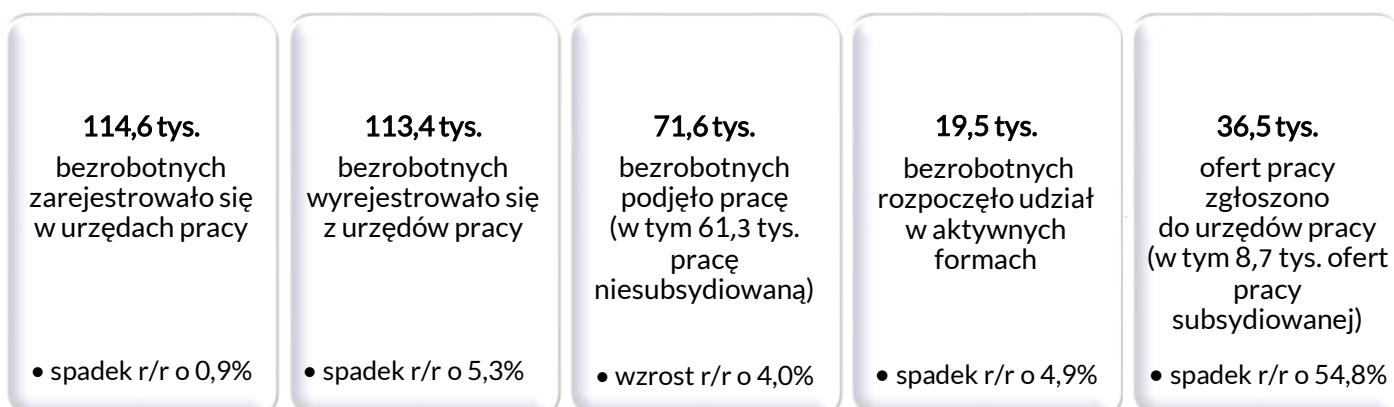 114,6 tys.
bezrobotnych
zarejestrowało się
w urzędach pracy
• spadek r/r o 0,9%
113,4 tys.
bezrobotnych
wyrejestrowało się
z urzędów pracy
• spadek r/r o 5,3%
71,6 tys.
bezrobotnych
podjęło pracę
(w tym 61,3 tys.
pracę
niesubsydiowaną)
• wzrost r/r o 4,0%
19,5 tys.
bezrobotnych
rozpoczęło udział
w aktywnych
formach
• spadek r/r o 4,9%
36,5 tys.
ofert pracy
zgłoszono
do urzędów pracy
(w tym 8,7 tys. ofert
pracy
subsydiowanej)
• spadek r/r o 54,8%